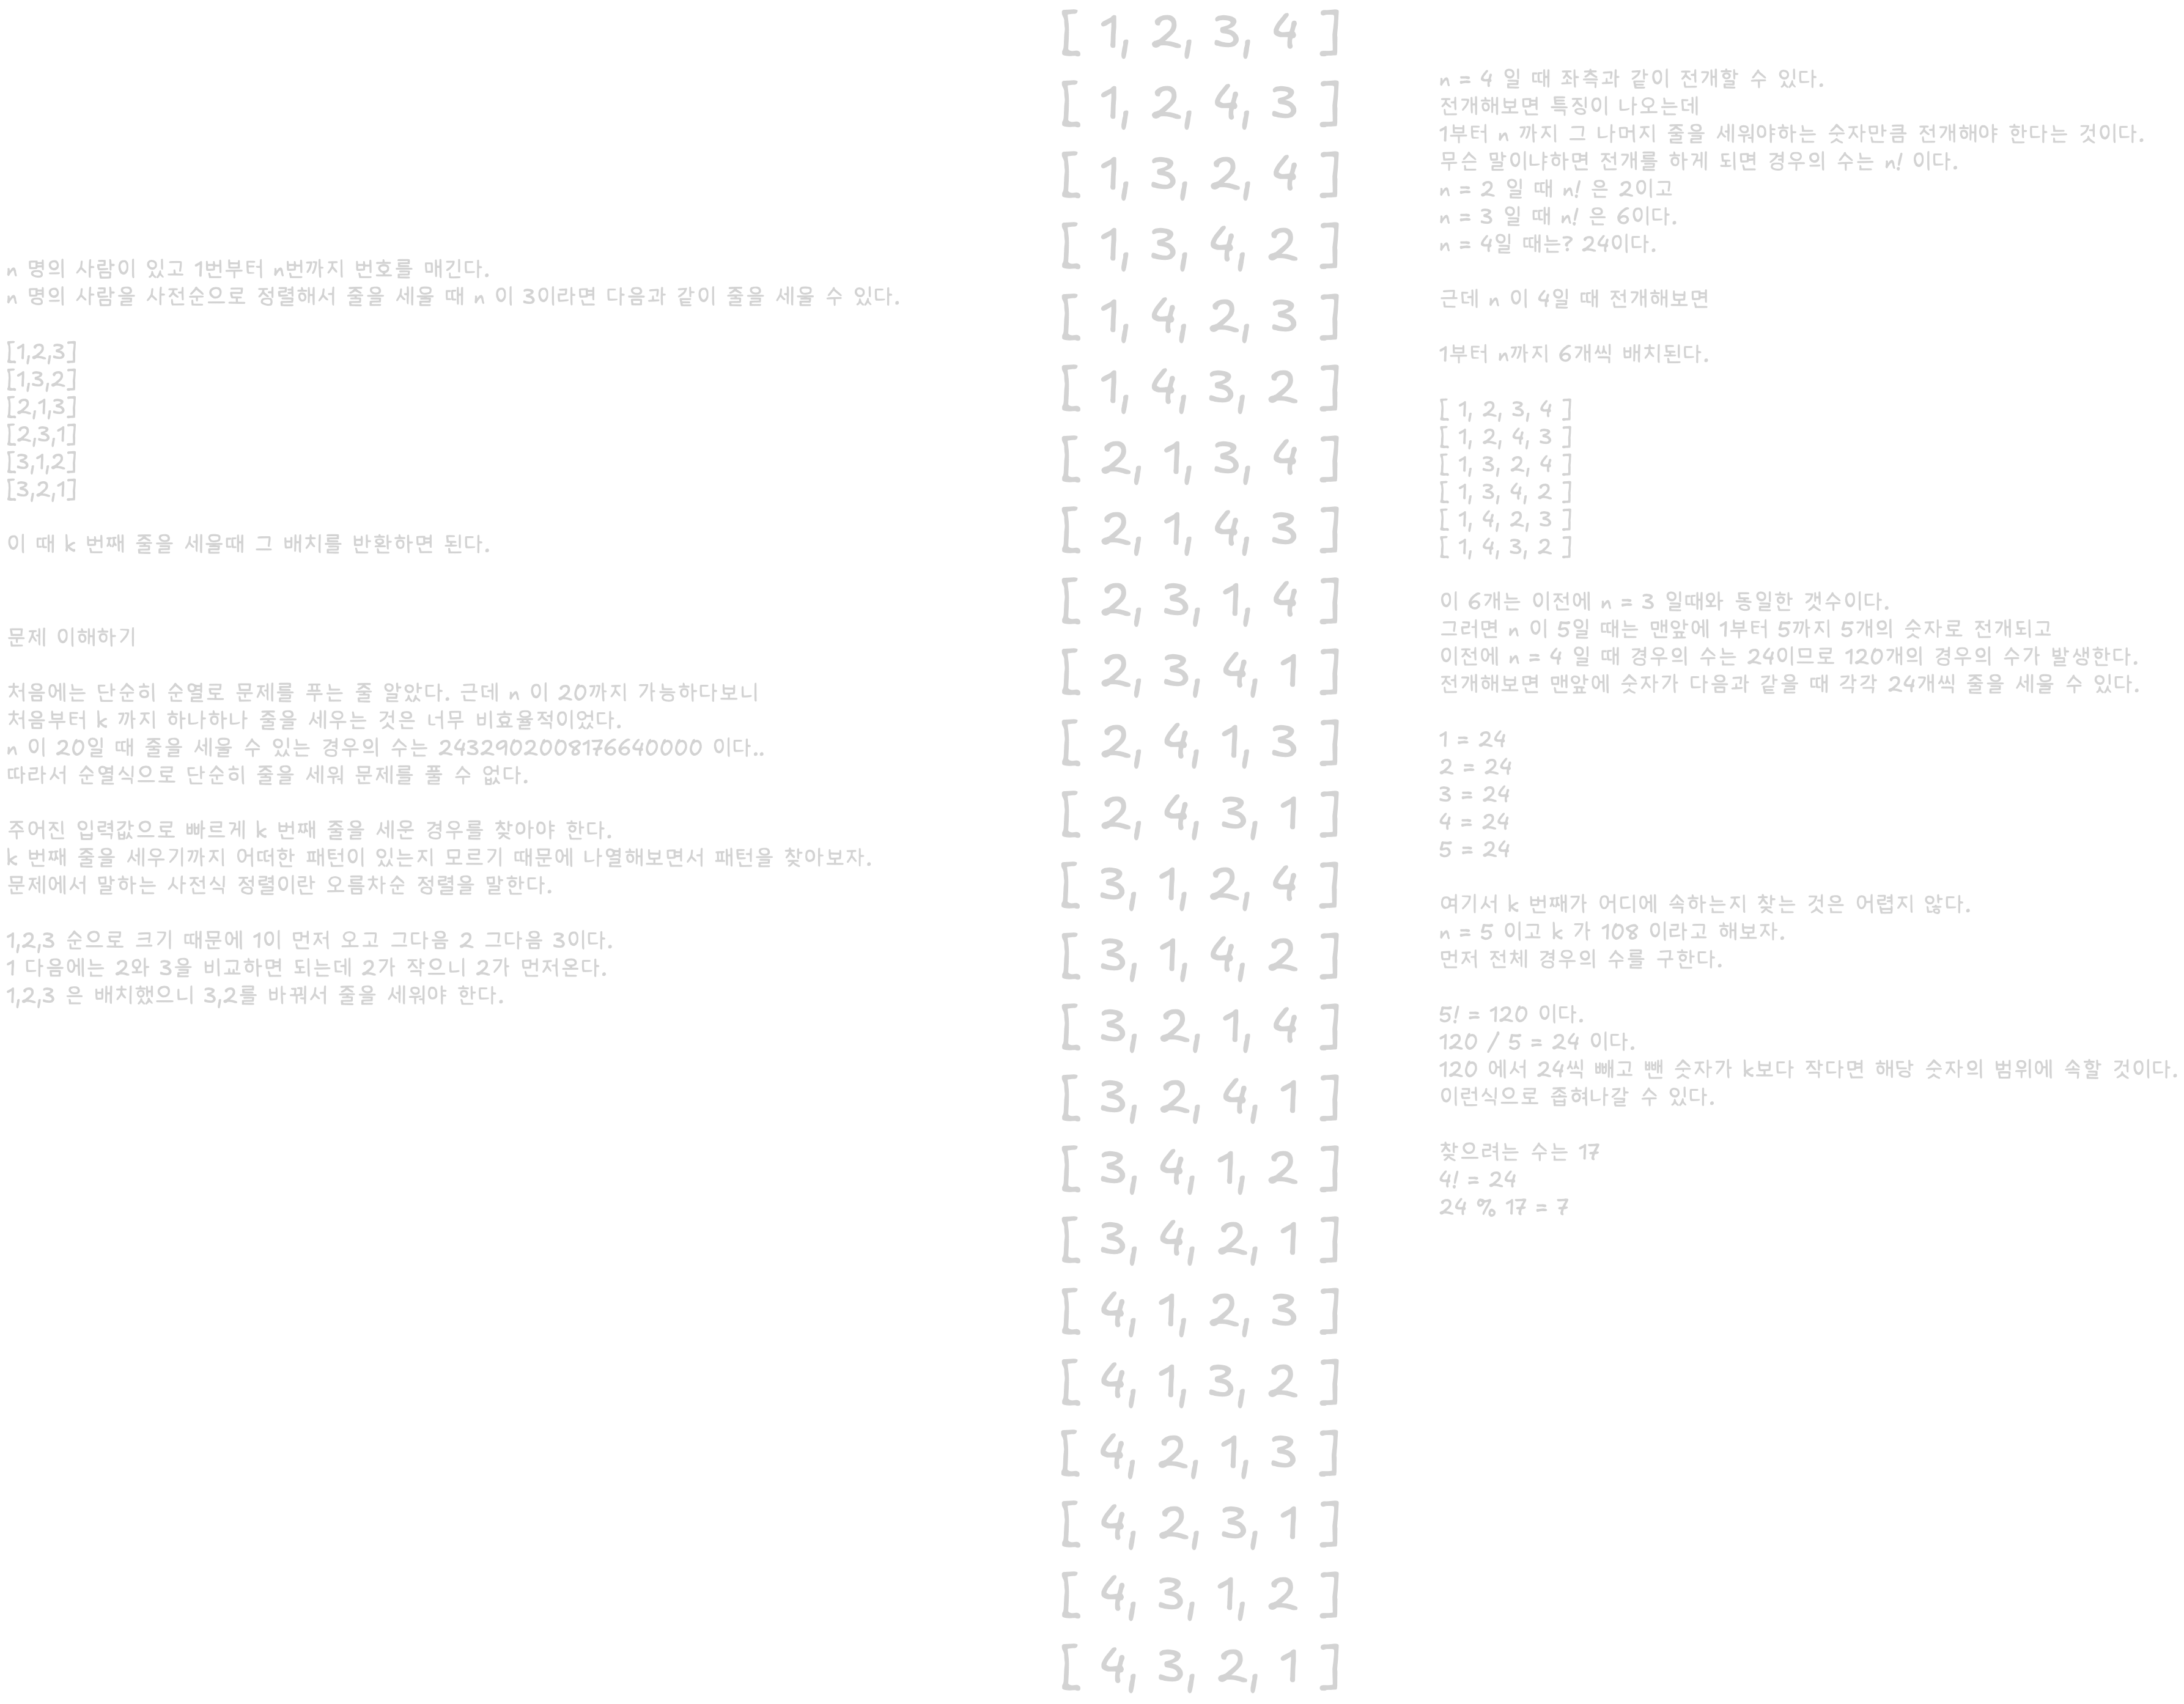 n 명의 사람이 있고 1번부터 n번까지 번호를 매긴다.
n 명의 사람을 사전순으로 정렬해서 줄을 세울 때 n 이 3이라면 다음과 같이 줄을 세울 수 있다.
[1,2,3]
[1,3,2]
[2,1,3]
[2,3,1]
[3,1,2]
[3,2,1]
이 때 k 번째 줄을 세울때 그 배치를 반환하면 된다.
문제 이해하기
처음에는 단순히 순열로 문제를 푸는 줄 알았다. 근데 n 이 20까지 가능하다보니
처음부터 k 까지 하나하나 줄을 세우는 것은 너무 비효율적이었다.
n 이 20일 때 줄을 세울 수 있는 경우의 수는 2432902008176640000 이다..
따라서 순열식으로 단순히 줄을 세워 문제를 풀 수 없다.
주어진 입력값으로 빠르게 k 번째 줄을 세운 경우를 찾아야 한다.
k 번째 줄을 세우기까지 어떠한 패턴이 있는지 모르기 때문에 나열해보면서 패턴을 찾아보자.
문제에서 말하는 사전식 정렬이란 오름차순 정렬을 말한다.
1,2,3 순으로 크기 때문에 1이 먼저 오고 그다음 2 그다음 3이다.
1 다음에는 2와 3을 비교하면 되는데 2가 작으니 2가 먼저온다.
1,2,3 은 배치했으니 3,2를 바꿔서 줄을 세워야 한다.
[ 1, 2, 3, 4 ]
[ 1, 2, 4, 3 ]
[ 1, 3, 2, 4 ]
[ 1, 3, 4, 2 ]
[ 1, 4, 2, 3 ]
[ 1, 4, 3, 2 ]
[ 2, 1, 3, 4 ]
[ 2, 1, 4, 3 ]
[ 2, 3, 1, 4 ]
[ 2, 3, 4, 1 ]
[ 2, 4, 1, 3 ]
[ 2, 4, 3, 1 ]
[ 3, 1, 2, 4 ]
[ 3, 1, 4, 2 ]
[ 3, 2, 1, 4 ]
[ 3, 2, 4, 1 ]
[ 3, 4, 1, 2 ]
[ 3, 4, 2, 1 ]
[ 4, 1, 2, 3 ]
[ 4, 1, 3, 2 ]
[ 4, 2, 1, 3 ]
[ 4, 2, 3, 1 ]
[ 4, 3, 1, 2 ]
[ 4, 3, 2, 1 ]
n = 4 일 때 좌측과 같이 전개할 수 있다.
전개해보면 특징이 나오는데
1부터 n 까지 그 나머지 줄을 세워야하는 숫자만큼 전개해야 한다는 것이다.
무슨 말이냐하면 전개를 하게 되면 경우의 수는 n! 이다.
n = 2 일 때 n! 은 2이고
n = 3 일 때 n! 은 6이다.
n = 4일 때는? 24이다.
근데 n 이 4일 때 전개해보면
1부터 n까지 6개씩 배치된다.
[ 1, 2, 3, 4 ]
[ 1, 2, 4, 3 ]
[ 1, 3, 2, 4 ]
[ 1, 3, 4, 2 ]
[ 1, 4, 2, 3 ]
[ 1, 4, 3, 2 ]
이 6개는 이전에 n = 3 일때와 동일한 갯수이다.
그러면 n 이 5일 때는 맨앞에 1부터 5까지 5개의 숫자로 전개되고
이전에 n = 4 일 때 경우의 수는 24이므로 120개의 경우의 수가 발생한다.
전개해보면 맨앞에 숫자가 다음과 같을 때 각각 24개씩 줄을 세울 수 있다.
1 = 24
2 = 24
3 = 24
4 = 24
5 = 24
여기서 k 번째가 어디에 속하는지 찾는 것은 어렵지 않다.
n = 5 이고 k 가 108 이라고 해보자.
먼저 전체 경우의 수를 구한다.
5! = 120 이다.
120 / 5 = 24 이다.
120 에서 24씩 빼고 뺀 숫자가 k보다 작다면 해당 숫자의 범위에 속할 것이다.
이런식으로 좁혀나갈 수 있다.
찾으려는 수는 17
4! = 24
24 % 17 = 7